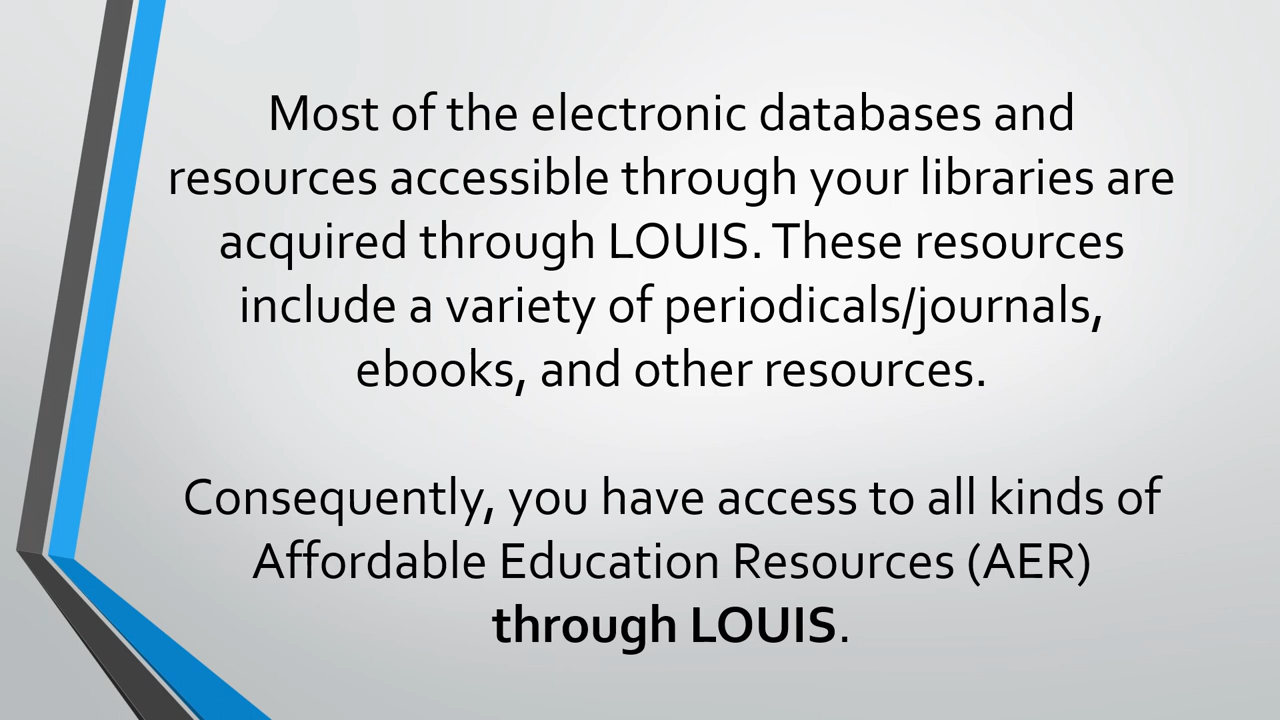 Most of the electronic databases and
resources accessible through your libraries are
acquired through LOUIS. These resources
include a variety of periodicals/journals,
ebooks, and other resources.
Consequently, you have access to all kinds of
Affordable Education Resources (AER)
through LOUIS.